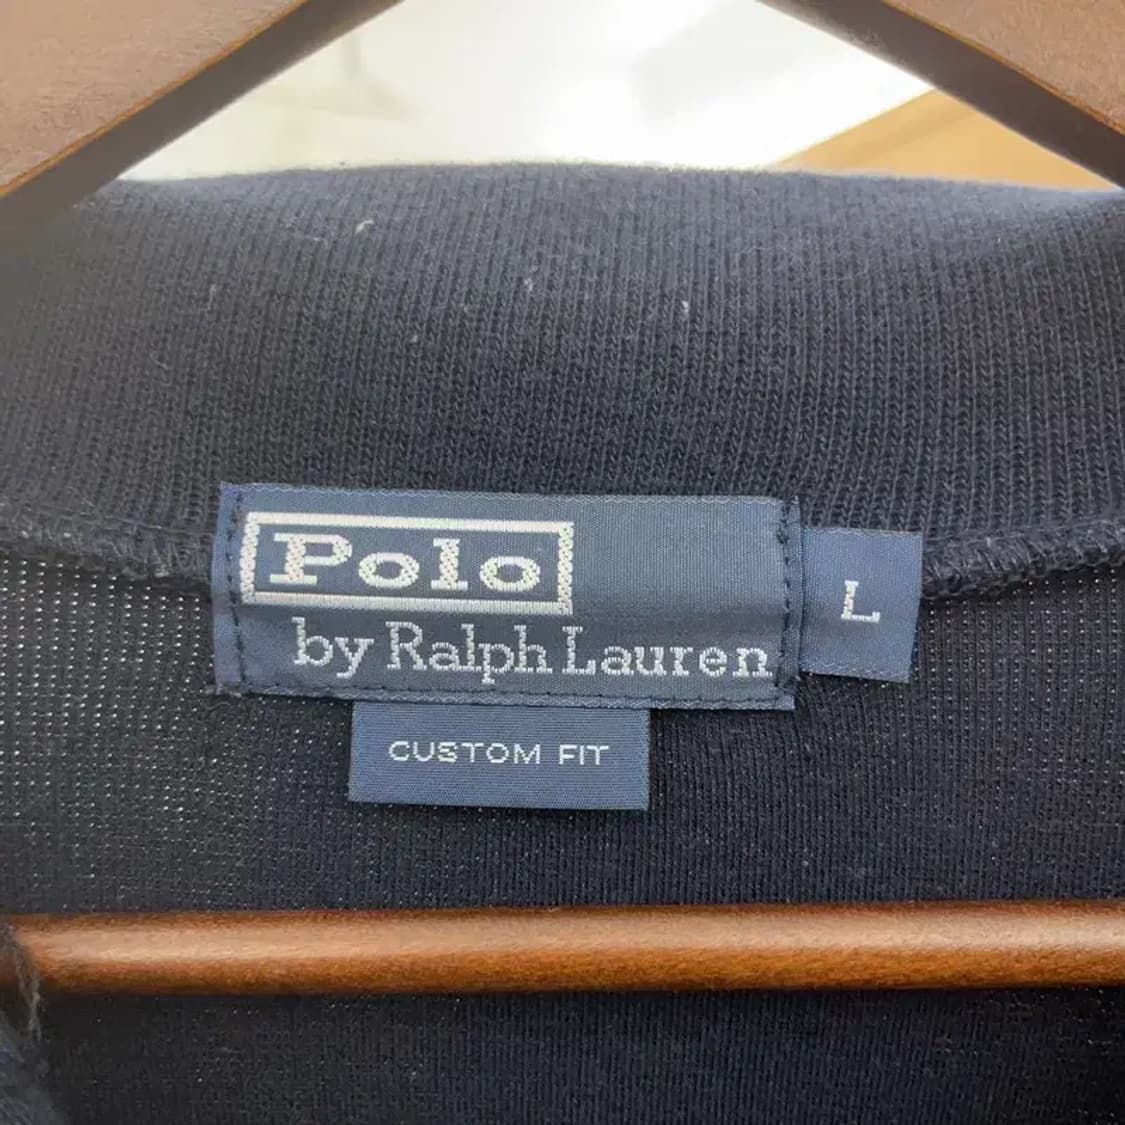 Polo
by Ralph Lauren
L
CUSTOM FIT